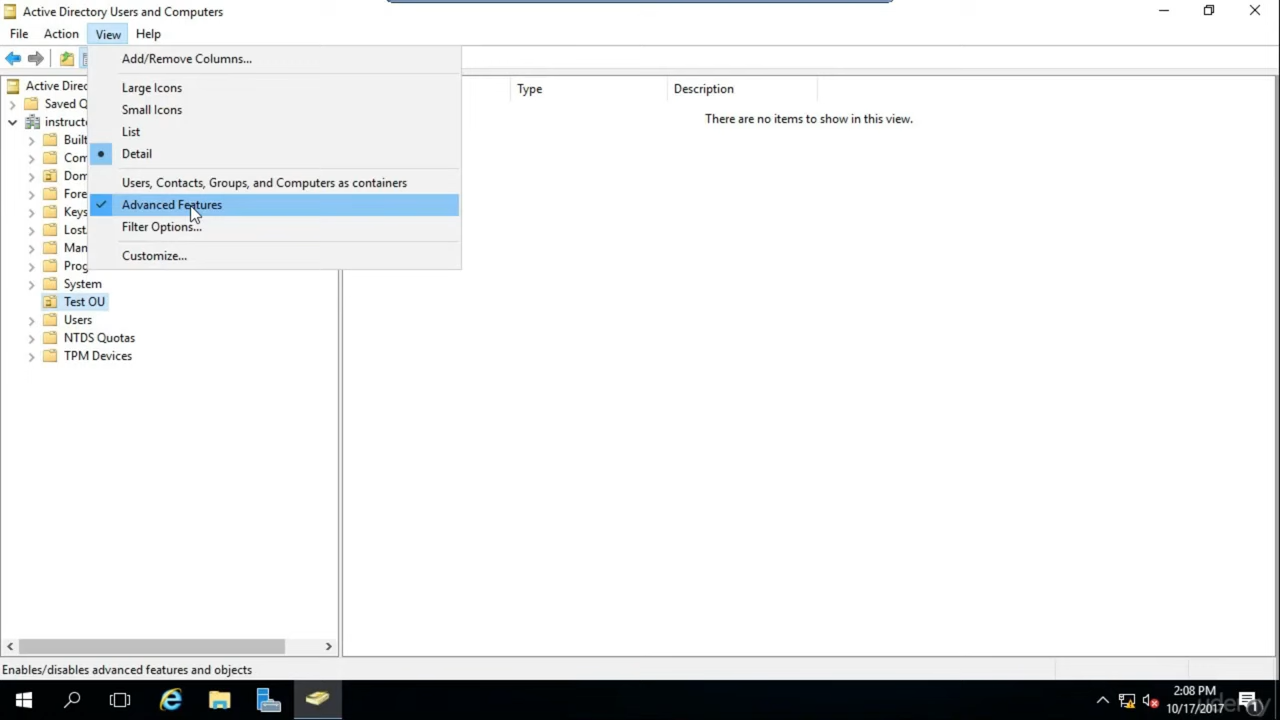 Active Directory Users and Computers
File Action View Help
Add/Remove Columns...
Large Icons
Small Icons
List
Detail
Users, Contacts, Groups, and Computers as containers
Advanced Features
Filter Options...
Customize...
Active Direc
Saved Q
instructo
Built
Com
Dom
Fore
Keys
Lost
Man
Prog
System
Test OU
Users
NTDS Quotas
TPM Devices
Type Description
There are no items to show in this view.
Enables/disables advanced features and objects
2:08 PM
10/17/2017
1
udemy